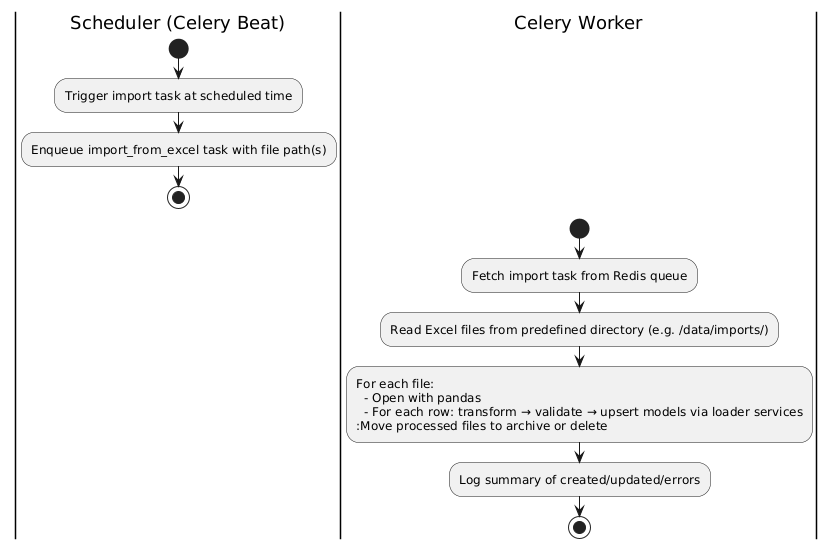 Scheduler (Celery Beat)
Celery Worker
Trigger import task at scheduled time
Enqueue import_from_excel task with file path(s)
Fetch import task from Redis queue
Read Excel files from predefined directory (e.g. /data/imports/)
For each file:
- Open with pandas
- For each row: transform → validate → upsert models via loader services
:Move processed files to archive or delete
Log summary of created/updated/errors